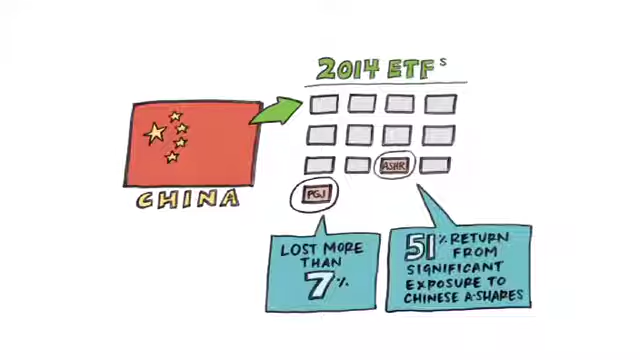 2014 ETFS
CHINA
ASHR
PGJ
LOST MORE
THAN
7%
51% RETURN
FROM
SIGNIFICANT
EXPOSURE TO
CHINESE A-SHARES